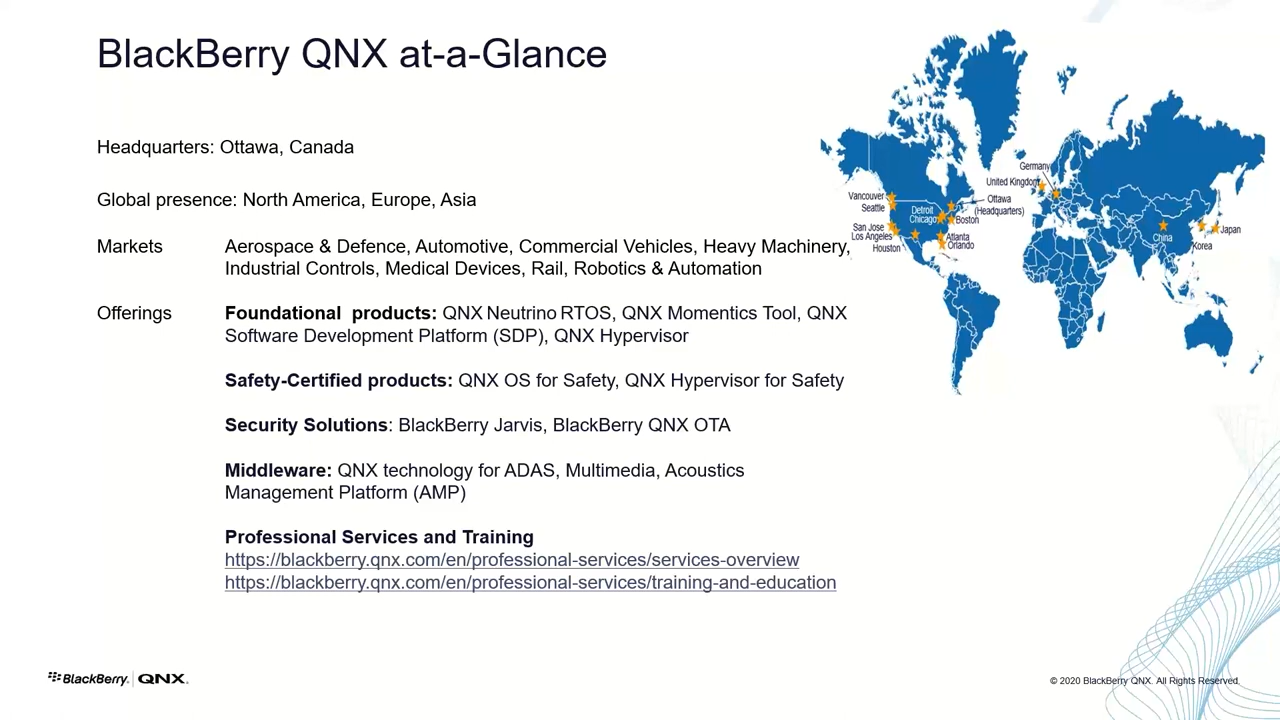 BlackBerry QNX at-a-Glance
Headquarters: Ottawa, Canada
Global presence: North America, Europe, Asia
Markets
Aerospace & Defence, Automotive, Commercial Vehicles, Heavy Machinery,
Industrial Controls, Medical Devices, Rail, Robotics & Automation
Offerings
Foundational products: QNX Neutrino RTOS, QNX Momentics Tool, QNX
Software Development Platform (SDP), QNX Hypervisor
Safety-Certified products: QNX OS for Safety, QNX Hypervisor for Safety
Security Solutions: BlackBerry Jarvis, BlackBerry QNX OTA
Middleware: QNX technology for ADAS, Multimedia, Acoustics
Management Platform (AMP)
Professional Services and Training
https://blackberry.qnx.com/en/professional-services/services-overview
https://blackberry.qnx.com/en/professional-services/training-and-education
Germany
United Kingdom
Vancouver
Seattle
Ottawa
(Headquarters)
Detroit
Chicago
Boston
San Jose
Los Angeles
Houston
Atlanta
Orlando
China
Korea
Japan
BlackBerry. QNX.
© 2020 BlackBerry QNX. All Rights Reserved.